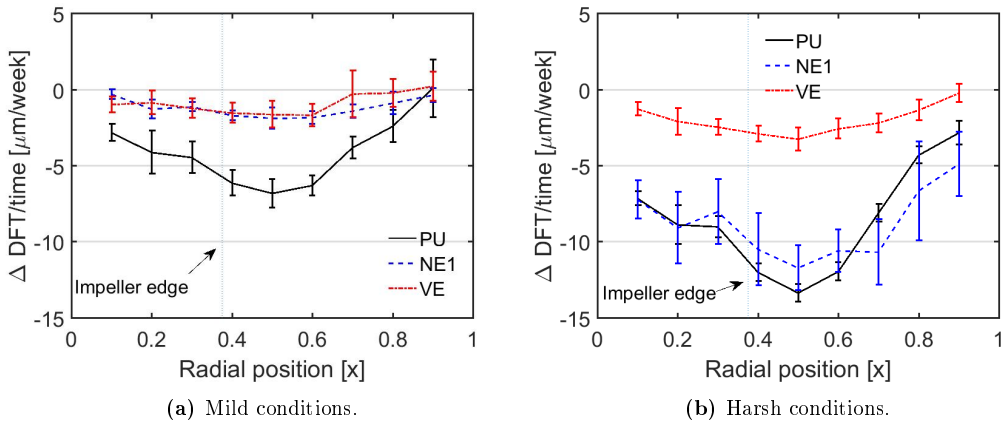 5
0
-5
-10
-15
Δ DFT/time [μm/week]
0
0.2
0.4
0.6
0.8
1
Radial position [x]
Impeller edge
PU
NE1
VE
(a) Mild conditions.
5
0
-5
-10
-15
Δ DFT/time [μm/week]
0
0.2
0.4
0.6
0.8
1
Radial position [x]
PU
NE1
VE
Impeller edge
(b) Harsh conditions.